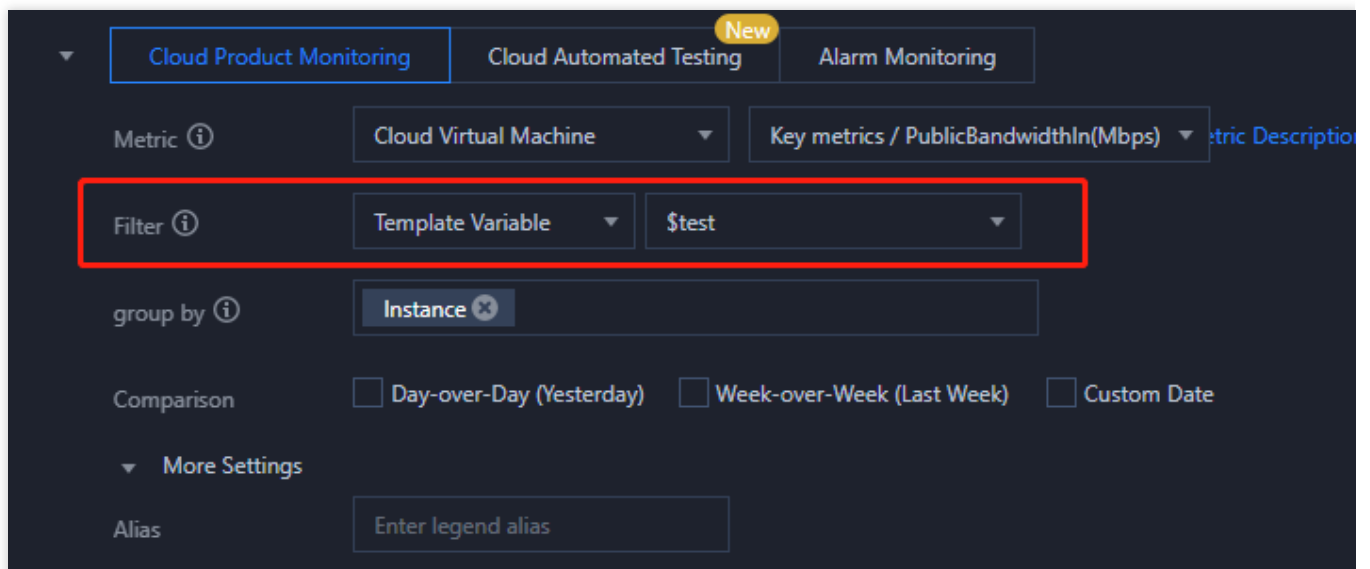 New
Cloud Product Monitoring Cloud Automated Testing Alarm Monitoring
Metric Cloud Virtual Machine Key metrics / PublicBandwidthIn(Mbps) etric Description
Filter Template Variable $test
group by Instance
Comparison Day-over-Day (Yesterday) Week-over-Week (Last Week) Custom Date
More Settings
Alias Enter legend alias